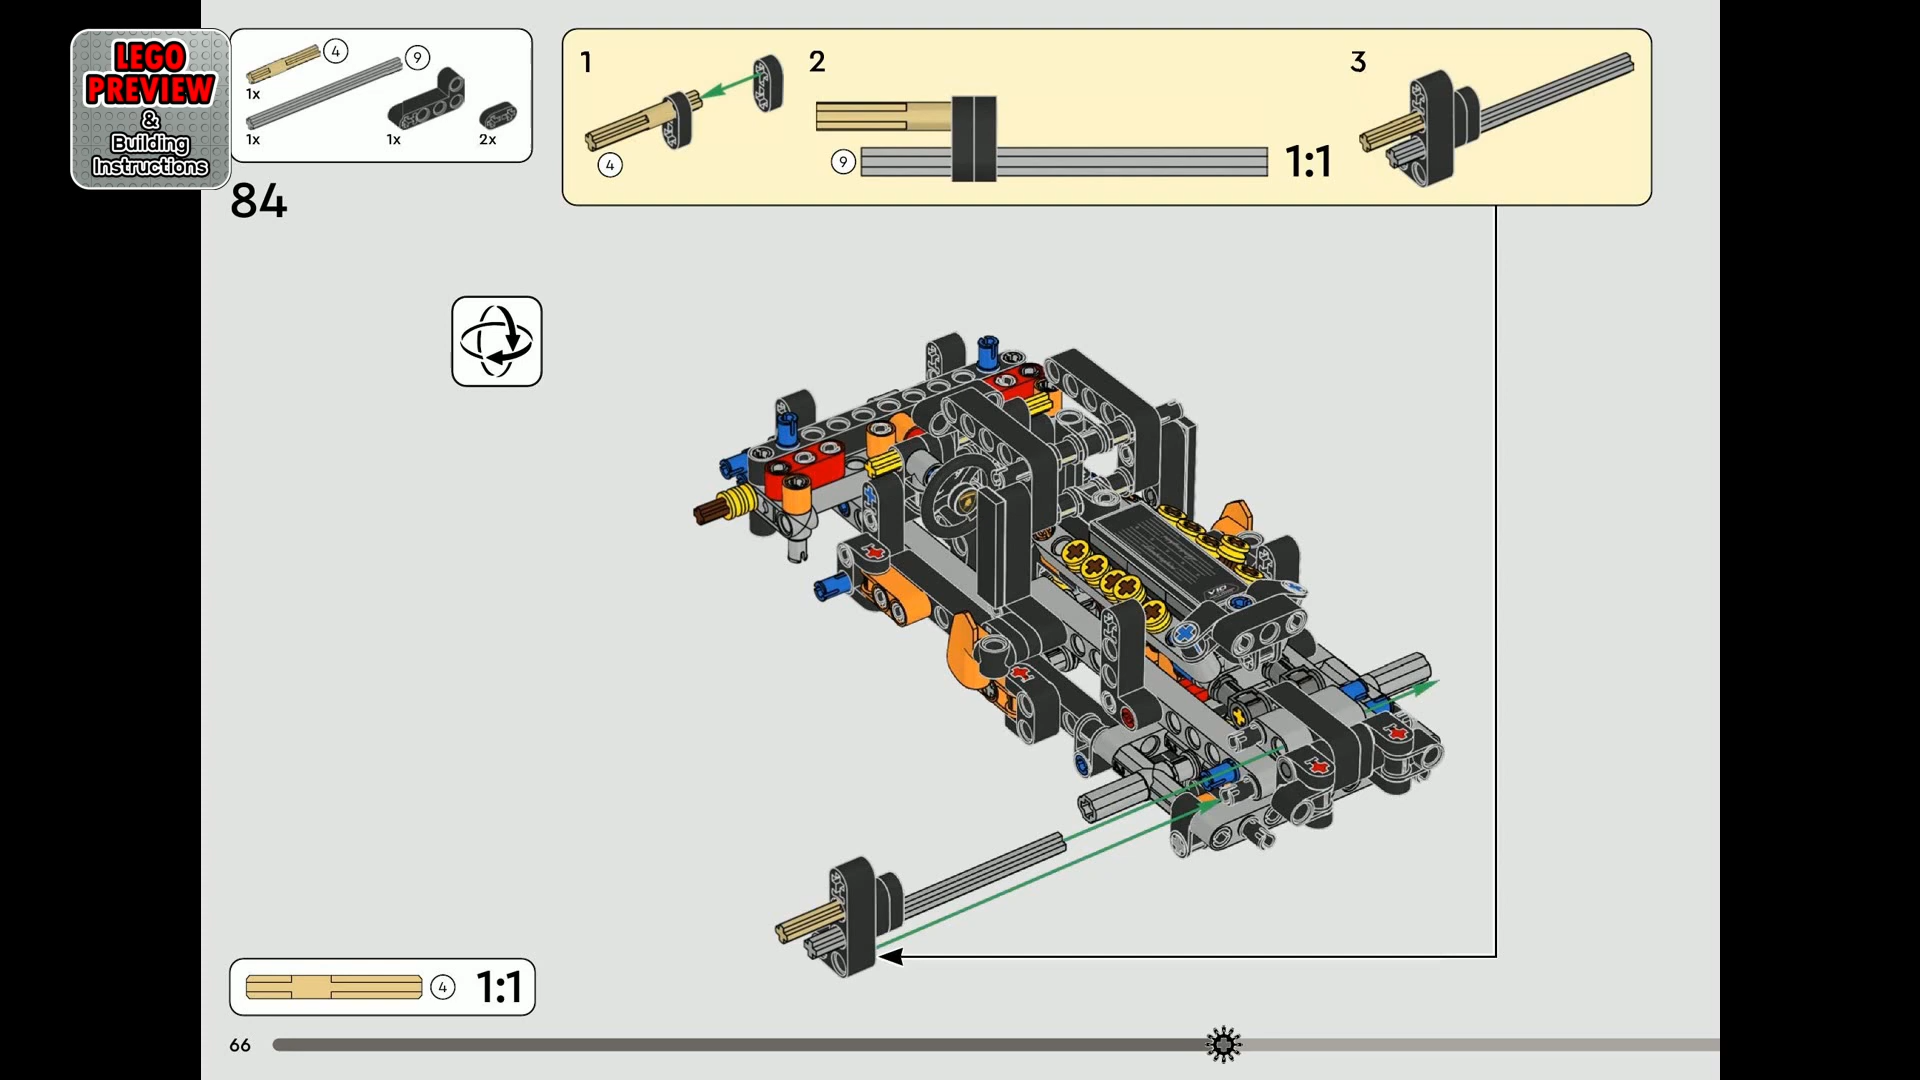 LEGO
PREVIEW
&
Building
Instructions
4
9
1x
1x
1x
2x
84
1
2
3
4
9
1:1
4
1:1
66